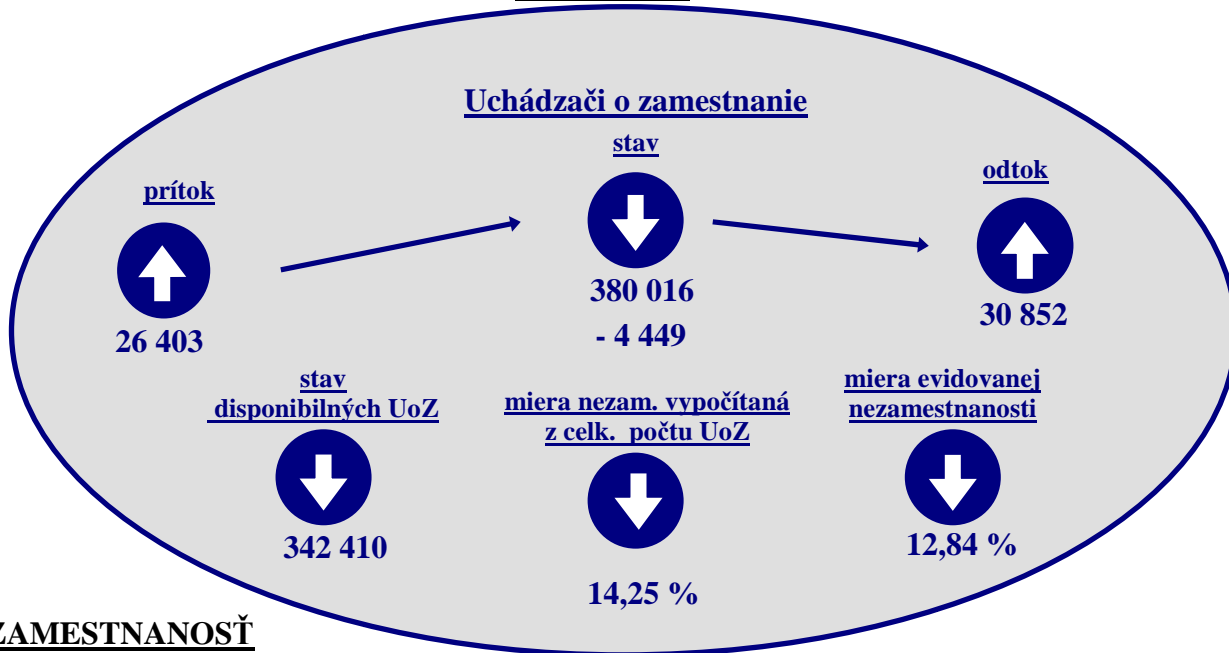 Uchádzači o zamestnanie
stav
prítok
odtok
380 016
- 4 449
26 403
30 852
stav
disponibilných UoZ
miera nezam. vypočítaná
z celk. počtu UoZ
miera evidovanej
nezamestnanosti
342 410
14,25 %
12,84 %
ZAMESTNANOSŤ